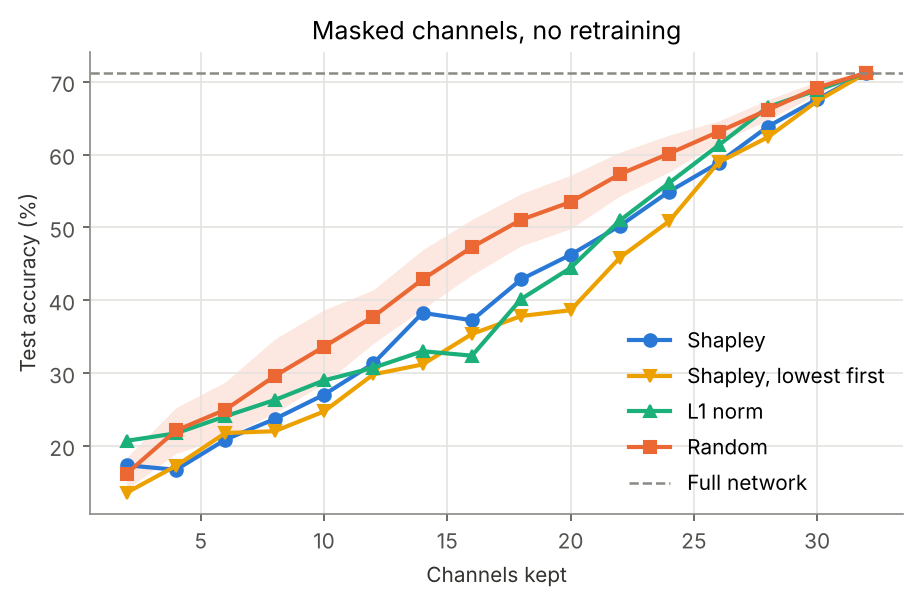 Masked channels, no retraining
Test accuracy (%)
70
60
50
40
30
20
5 10 15 20 25 30
Channels kept
Shapley
Shapley, lowest first
L1 norm
Random
Full network